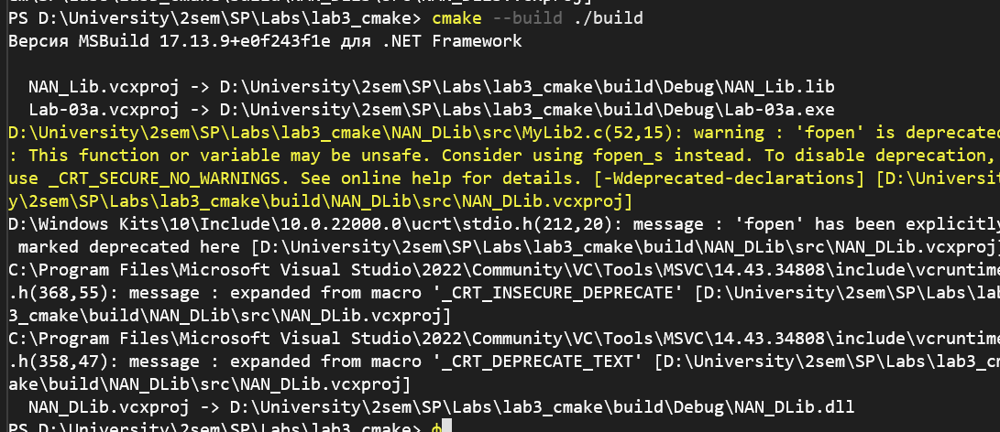 PS D:\University\2sem\SP\Labs\lab3_cmake> cmake --build ./build
Версия MSBuild 17.13.9+e0f243f1e для .NET Framework
NAN_Lib.vcxproj -> D:\University\2sem\SP\Labs\lab3_cmake\build\Debug\NAN_Lib.lib
Lab-03a.vcxproj -> D:\University\2sem\SP\Labs\lab3_cmake\build\Debug\Lab-03a.exe
D:\University\2sem\SP\Labs\lab3_cmake\NAN_DLib\src\MyLib2.c(52,15): warning : 'fopen' is deprecated
: This function or variable may be unsafe. Consider using fopen_s instead. To disable deprecation,
use _CRT_SECURE_NO_WARNINGS. See online help for details. [-Wdeprecated-declarations] [D:\Universit
y\2sem\SP\Labs\lab3_cmake\build\NAN_DLib\src\NAN_DLib.vcxproj]
D:\Windows Kits\10\Include\10.0.22000.0\ucrt\stdio.h(212,20): message : 'fopen' has been explicitly
marked deprecated here [D:\University\2sem\SP\Labs\lab3_cmake\build\NAN_DLib\src\NAN_DLib.vcxproj]
C:\Program Files\Microsoft Visual Studio\2022\Community\VC\Tools\MSVC\14.43.34808\include\vcruntime
.h(368,55): message : expanded from macro '_CRT_INSECURE_DEPRECATE' [D:\University\2sem\SP\Labs\lab
3_cmake\build\NAN_DLib\src\NAN_DLib.vcxproj]
C:\Program Files\Microsoft Visual Studio\2022\Community\VC\Tools\MSVC\14.43.34808\include\vcruntime
.h(358,47): message : expanded from macro '_CRT_DEPRECATE_TEXT' [D:\University\2sem\SP\Labs\lab3_cm
ake\build\NAN_DLib\src\NAN_DLib.vcxproj]
NAN_DLib.vcxproj -> D:\University\2sem\SP\Labs\lab3_cmake\build\Debug\NAN_DLib.dll
PS D:\University\2sem\SP\Labs\lab3_cmake> ф